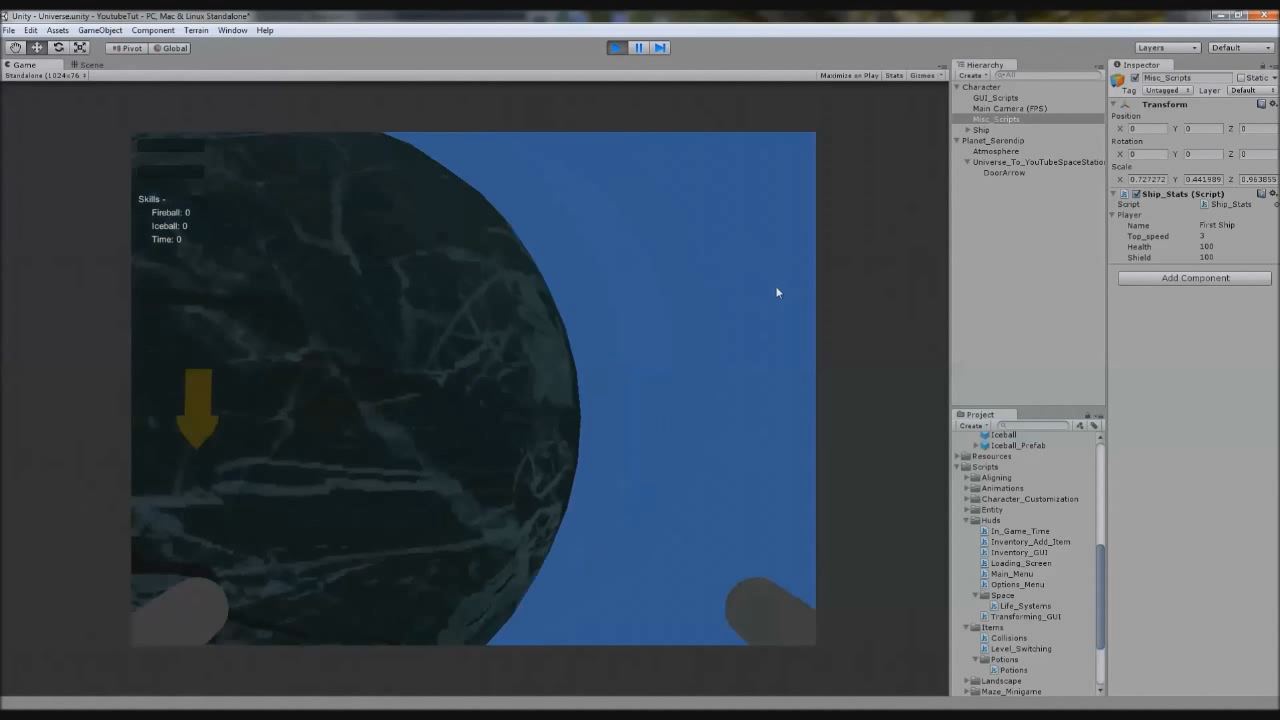 Unity - Universe.unity - YoutubeTut - PC, Mac & Linux Standalone*
File Edit Assets GameObject Component Terrain Window Help
Pivot Global Layers Default
Game Scene
Standalone (1024x76 Maximize on Play Stats Gizmos
Skills -
Fireball: 0
Iceball: 0
Time: 0
Hierarchy
Create All
Character
GUI_Scripts
Main Camera (FPS)
Misc_Scripts
Ship
Planet_Serendip
Atmosphere
Universe_To_YouTubeSpaceStation
DoorArrow
Project
Create
Iceball
Iceball_Prefab
Resources
Scripts
Aligning
Animations
Character_Customization
Entity
Huds
In_Game_Time
Inventory_Add_Item
Inventory_GUI
Loading_Screen
Main_Menu
Options_Menu
Space
Life_Systems
Transforming_GUI
Items
Collisions
Level_Switching
Potions
Potions
Landscape
Maze_Minigame
Inspector
Misc_Scripts Static
Tag Untagged Layer Default
Transform
Position
X 0 Y 0 Z 0
Rotation
X 0 Y 0 Z 0
Scale
X 0.727272 Y 0.441989 Z 0.963855
Ship_Stats (Script)
Script Ship_Stats
Player
Name First Ship
Top_speed 3
Health 100
Shield 100
Add Component